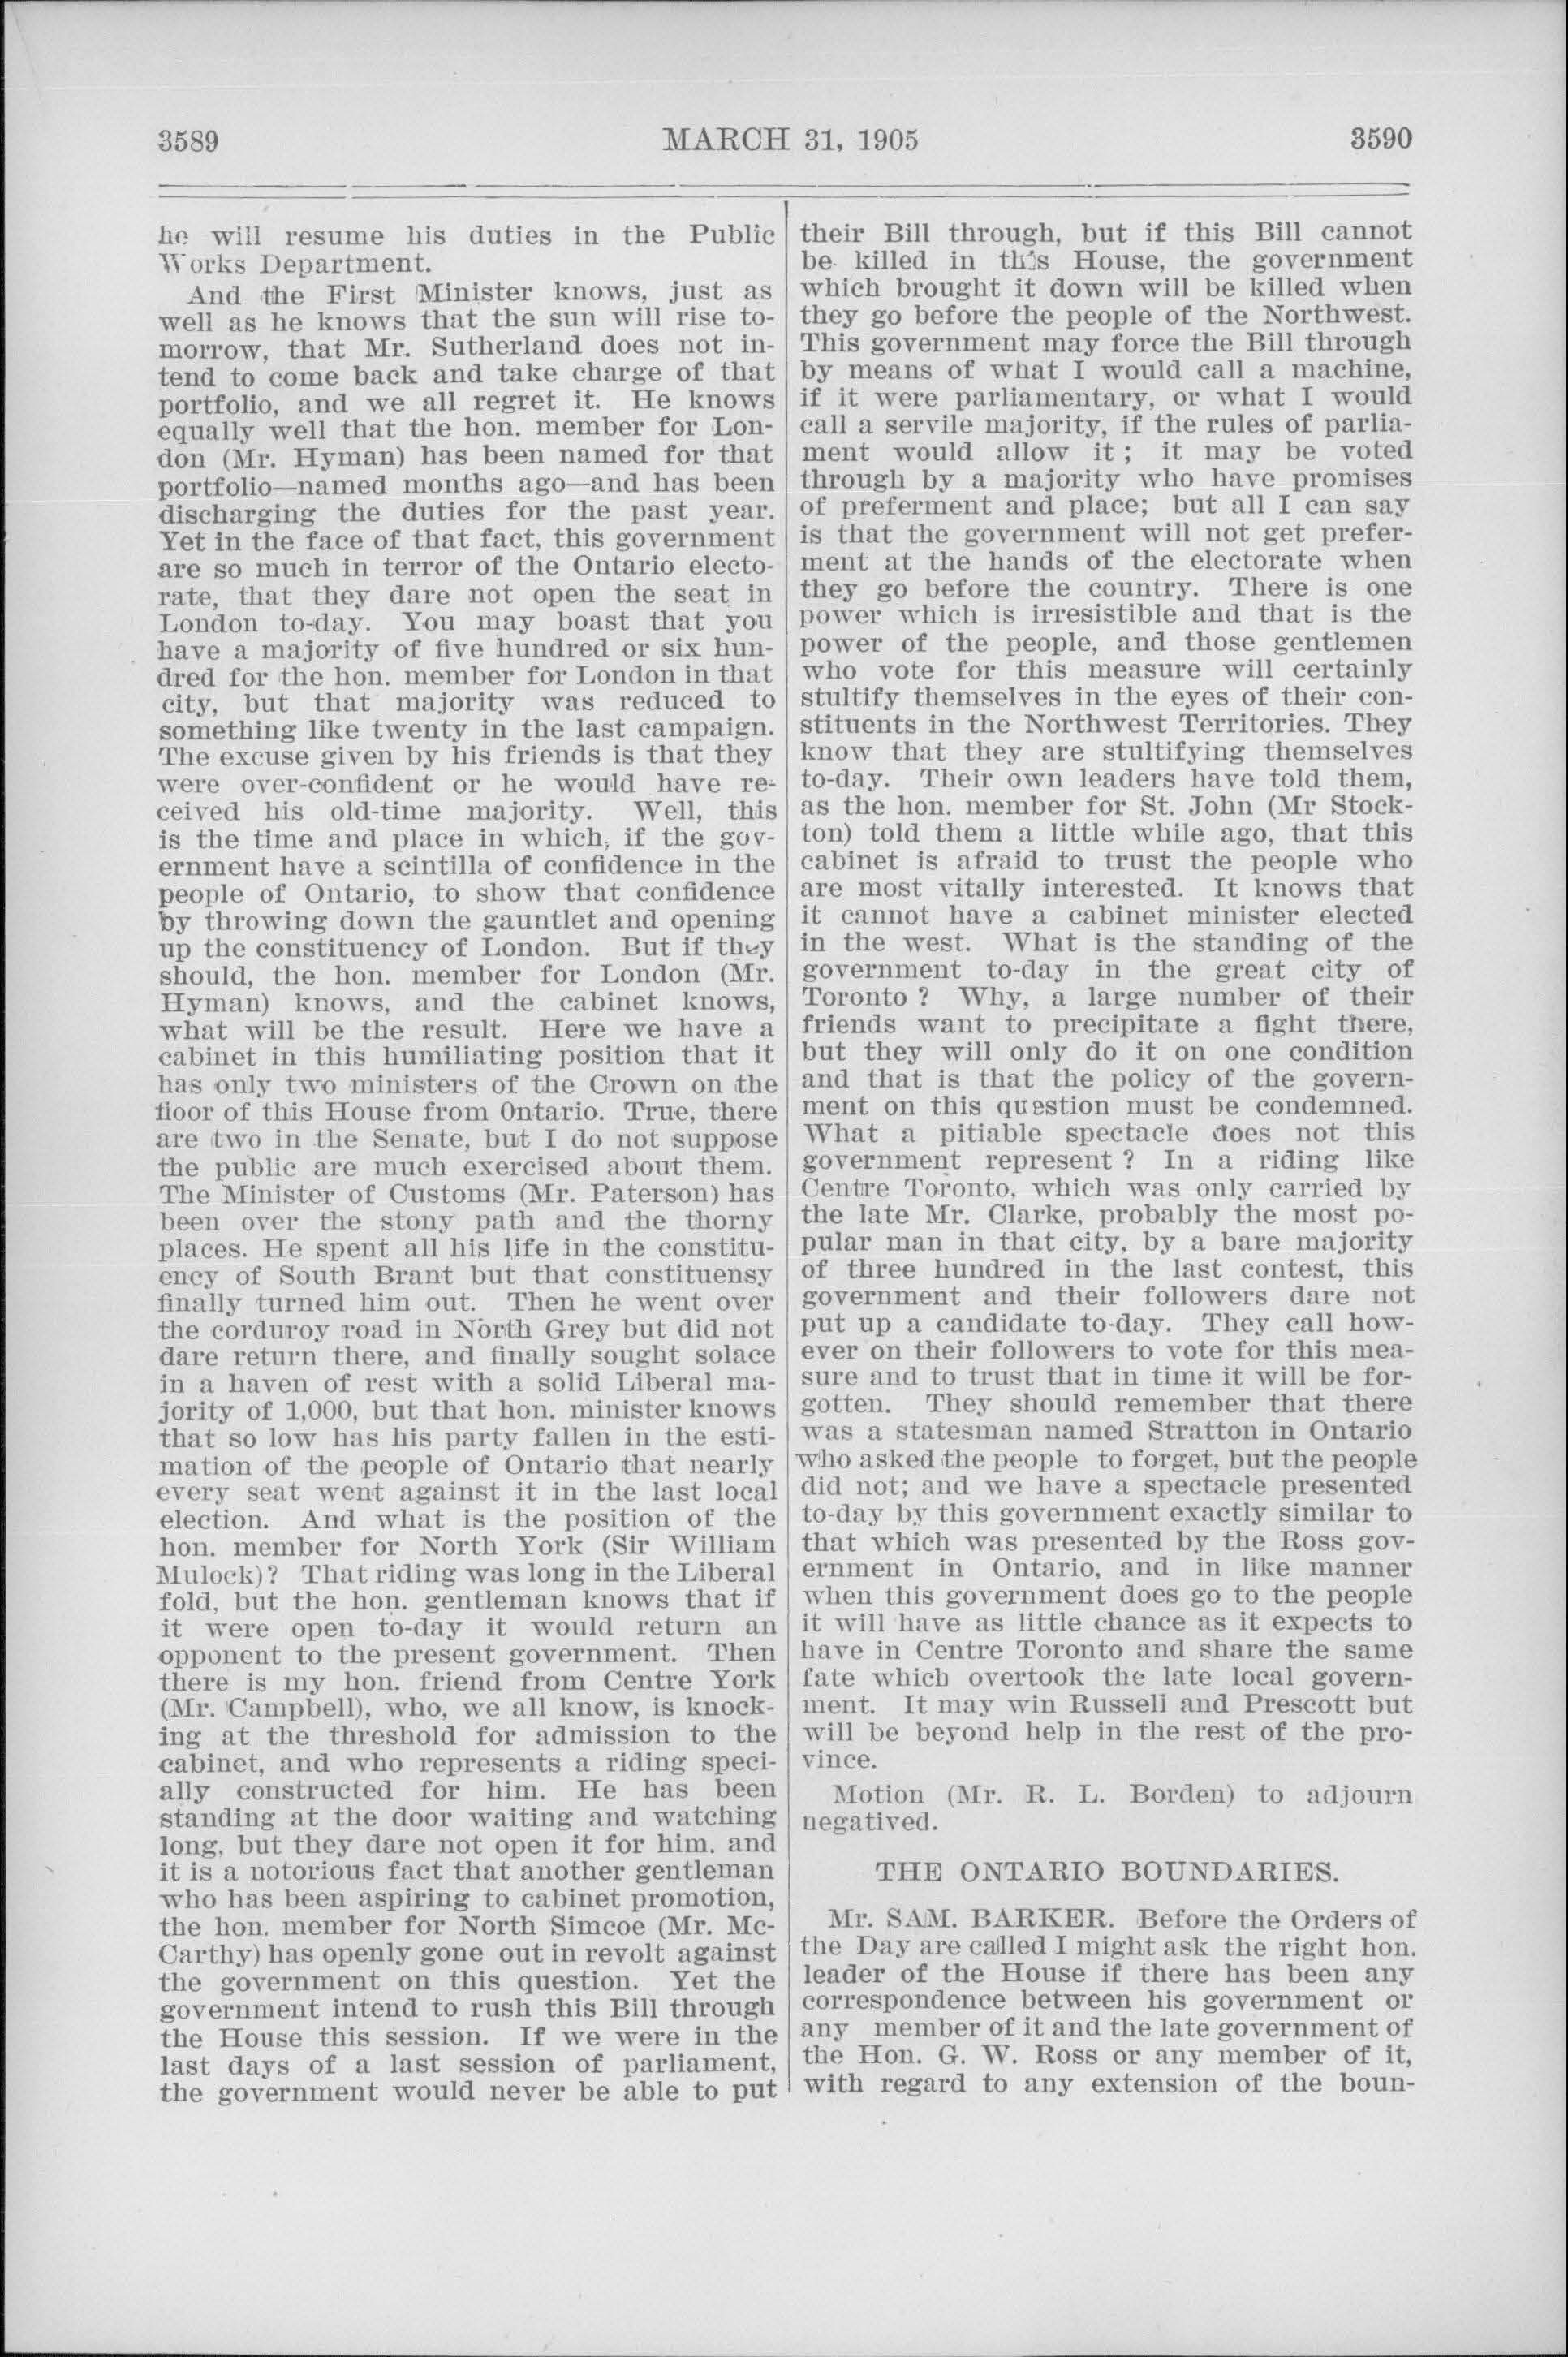 3589
MARCH 31, 1905
3590
he will resume his duties in the Public
Works Department.
And the First Minister knows, just as
well as he knows that the sun will rise to-
morrow, that Mr. Sutherland does not in-
tend to come back and take charge of that
portfolio, and we all regret it. He knows
equally well that the hon. member for Lon-
don (Mr. Hyman) has been named for that
portfolio—named months ago—and has been
discharging the duties for the past year.
Yet in the face of that fact, this government
are so much in terror of the Ontario electo-
rate, that they dare not open the seat in
London to-day. You may boast that you
have a majority of five hundred or six hun-
dred for the hon. member for London in that
city, but that majority was reduced to
something like twenty in the last campaign.
The excuse given by his friends is that they
were over-confident or he would have re-
ceived his old-time majority. Well, this
is the time and place in which, if the gov-
ernment have a scintilla of confidence in the
people of Ontario, to show that confidence
by throwing down the gauntlet and opening
up the constituency of London. But if they
should, the hon. member for London (Mr.
Hyman) knows, and the cabinet knows,
what will be the result. Here we have a
cabinet in this humiliating position that it
has only two ministers of the Crown on the
floor of this House from Ontario. True, there
are two in the Senate, but I do not suppose
the public are much exercised about them.
The Minister of Customs (Mr. Paterson) has
been over the stony path and the thorny
places. He spent all his life in the constitu-
ency of South Brant but that constituensy
finally turned him out. Then he went over
the corduroy road in North Grey but did not
dare return there, and finally sought solace
in a haven of rest with a solid Liberal ma-
jority of 1,000, but that hon. minister knows
that so low has his party fallen in the esti-
mation of the people of Ontario that nearly
every seat went against it in the last local
election. And what is the position of the
hon. member for North York (Sir William
Mulock)? That riding was long in the Liberal
fold, but the hon. gentleman knows that if
it were open to-day it would return an
opponent to the present government. Then
there is my hon. friend from Centre York
(Mr. Campbell), who, we all know, is knock-
ing at the threshold for admission to the
cabinet, and who represents a riding speci-
ally constructed for him. He has been
standing at the door waiting and watching
long, but they dare not open it for him. and
it is a notorious fact that another gentleman
who has been aspiring to cabinet promotion,
the hon. member for North Simcoe (Mr. Mc-
Carthy) has openly gone out in revolt against
the government on this question. Yet the
government intend to rush this Bill through
the House this session. If we were in the
last days of a last session of parliament,
the government would never be able to put
their Bill through, but if this Bill cannot
be killed in this House, the government
which brought it down will be killed when
they go before the people of the Northwest.
This government may force the Bill through
by means of what I would call a machine,
if it were parliamentary, or what I would
call a servile majority, if the rules of parlia-
ment would allow it ; it may be voted
through by a majority who have promises
of preferment and place; but all I can say
is that the government will not get prefer-
ment at the hands of the electorate when
they go before the country. There is one
power which is irresistible and that is the
power of the people, and those gentlemen
who vote for this measure will certainly
stultify themselves in the eyes of their con-
stituents in the Northwest Territories. They
know that they are stultifying themselves
to-day. Their own leaders have told them,
as the hon. member for St. John (Mr Stock-
ton) told them a little while ago, that this
cabinet is afraid to trust the people who
are most vitally interested. It knows that
it cannot have a cabinet minister elected
in the west. What is the standing of the
government to-day in the great city of
Toronto ? Why, a large number of their
friends want to precipitate a fight there,
but they will only do it on one condition
and that is that the policy of the govern-
ment on this question must be condemned.
What a pitiable spectacle does not this
government represent ? In a riding like
Centre Toronto, which was only carried by
the late Mr. Clarke, probably the most po-
pular man in that city, by a bare majority
of three hundred in the last contest, this
government and their followers dare not
put up a candidate to-day. They call how-
ever on their followers to vote for this mea-
sure and to trust that in time it will be for-
gotten. They should remember that there
was a statesman named Stratton in Ontario
who asked the people to forget, but the people
did not; and we have a spectacle presented
to-day by this government exactly similar to
that which was presented by the Ross gov-
ernment in Ontario, and in like manner
when this government does go to the people
it will have as little chance as it expects to
have in Centre Toronto and share the same
fate which overtook the late local govern-
ment. It may win Russell and Prescott but
will be beyond help in the rest of the pro-
vince.
Motion (Mr. R. L. Borden) to adjourn
negatived.
THE ONTARIO BOUNDARIES.
Mr. SAM. BARKER. Before the Orders of
the Day are called I might ask the right hon.
leader of the House if there has been any
correspondence between his government or
any member of it and the late government of
the Hon. G. W. Ross or any member of it,
with regard to any extension of the boun-